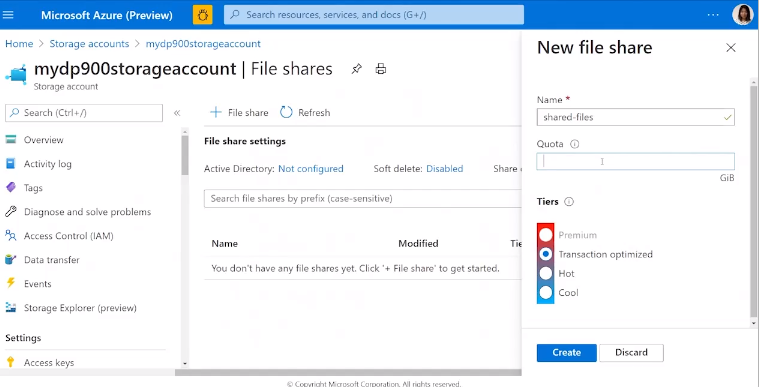 Microsoft Azure (Preview)
Search resources, services, and docs (G+/)
Home > Storage accounts > mydp900storageaccount
mydp900storageaccount | File shares
Storage account
Search (Ctrl+/)
Overview
Activity log
Tags
Diagnose and solve problems
Access Control (IAM)
Data transfer
Events
Storage Explorer (preview)
Settings
Access keys
+ File share
Refresh
File share settings
Active Directory: Not configured
Soft delete: Disabled
Share
Search file shares by prefix (case-sensitive)
Name
Modified
Tie
You don't have any file shares yet. Click '+ File share' to get started.
New file share
Name *
shared-files
Quota
GiB
Tiers
Premium
Transaction optimized
Hot
Cool
Create
Discard
© Copyright Microsoft Corporation. All rights reserved.